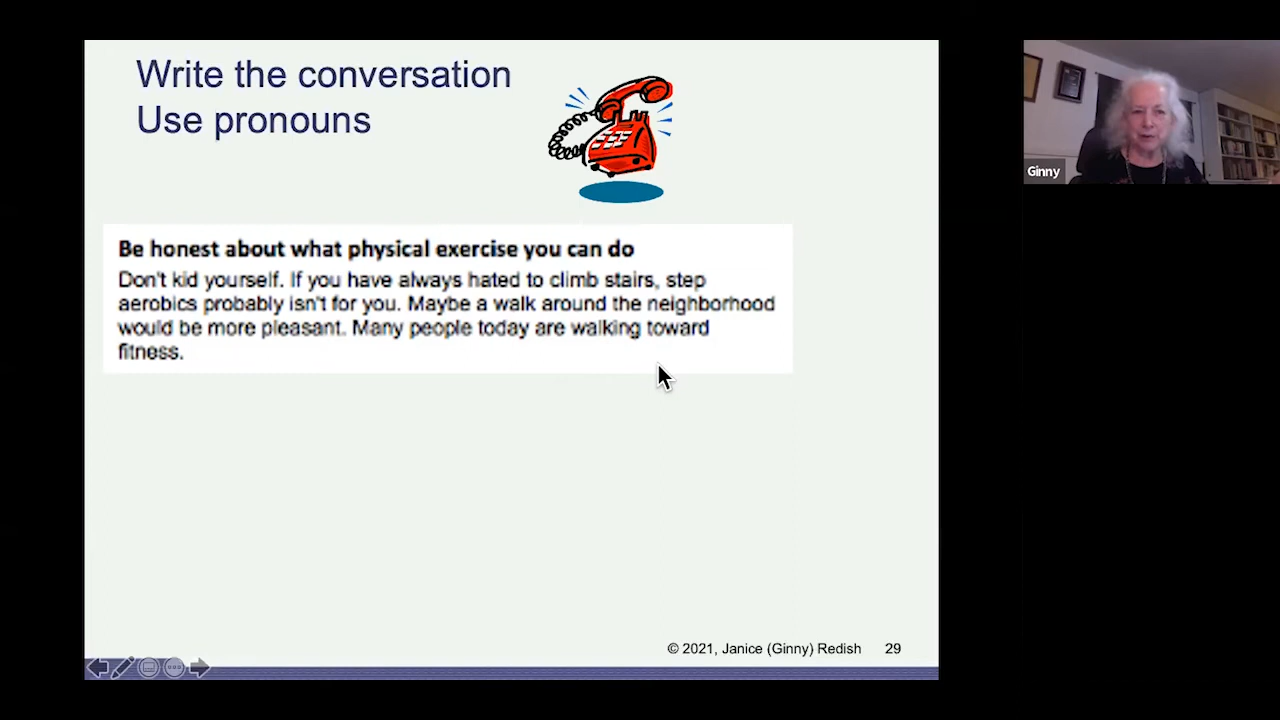 Write the conversation
Use pronouns
Ginny
Be honest about what physical exercise you can do
Don't kid yourself. If you have always hated to climb stairs, step
aerobics probably isn't for you. Maybe a walk around the neighborhood
would be more pleasant. Many people today are walking toward
fitness.
© 2021, Janice (Ginny) Redish 29